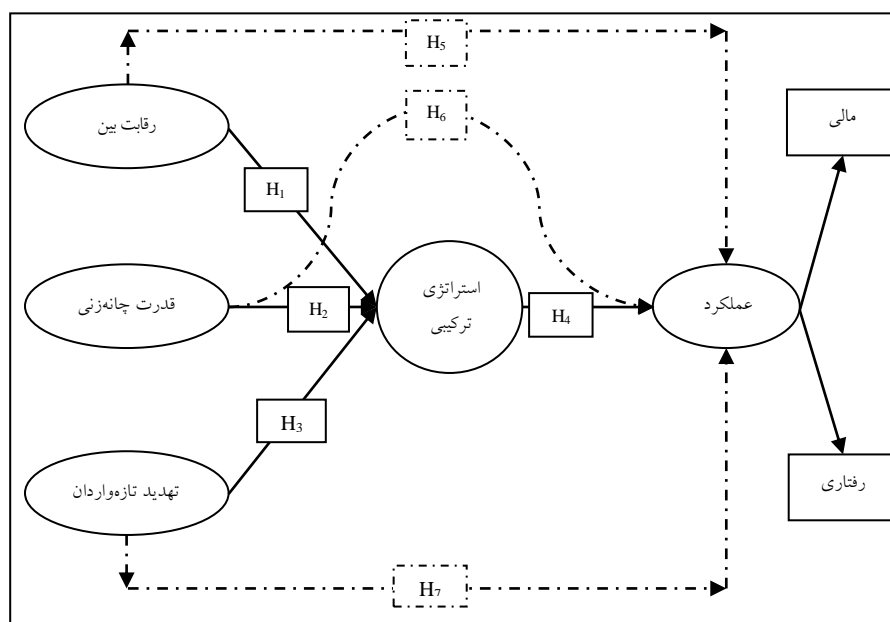 H5
H6
مالی
رقابت بین
H1
استراتژی
ترکیبی
قدرت چانه‌زنی
H2
H4
عملکرد
H3
تهدید تازه‌واردان
رفتاری
H7